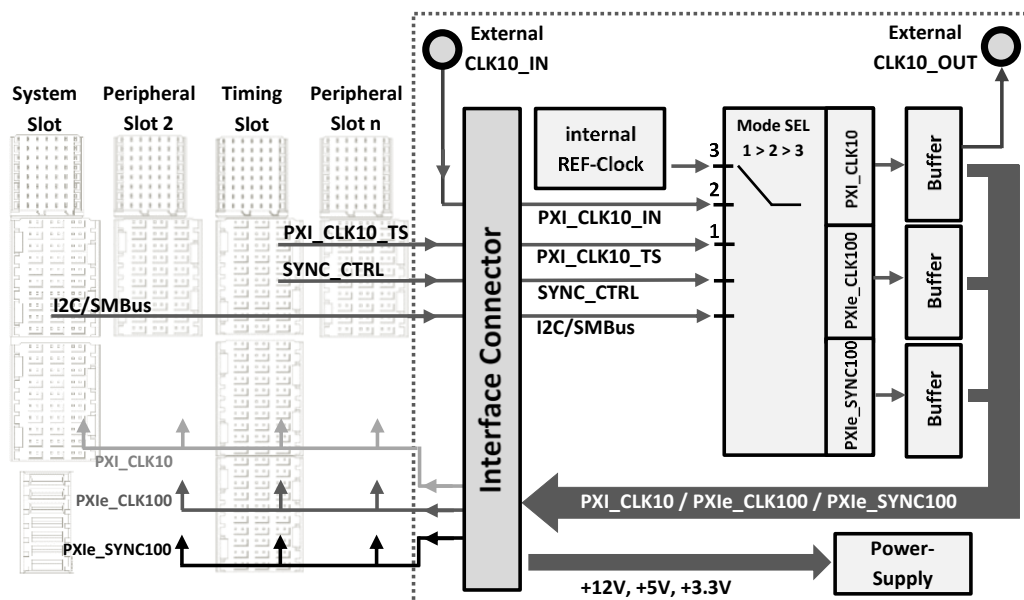 External
CLK10_IN
External
CLK10_OUT
System
Slot
Peripheral
Slot 2
Timing
Slot
Peripheral
Slot n
internal
REF-Clock
Mode SEL
1 > 2 > 3
3
2
1
PXI_CLK10
PXIe_CLK100
PXIe_SYNC100
Buffer
Buffer
Buffer
PXI_CLK10_IN
PXI_CLK10_TS
PXI_CLK10_TS
SYNC_CTRL
SYNC_CTRL
I2C/SMBus
I2C/SMBus
Interface Connector
PXI_CLK10
PXIe_CLK100
PXIe_SYNC100
PXI_CLK10 / PXIe_CLK100 / PXIe_SYNC100
+12V, +5V, +3.3V
Power-
Supply